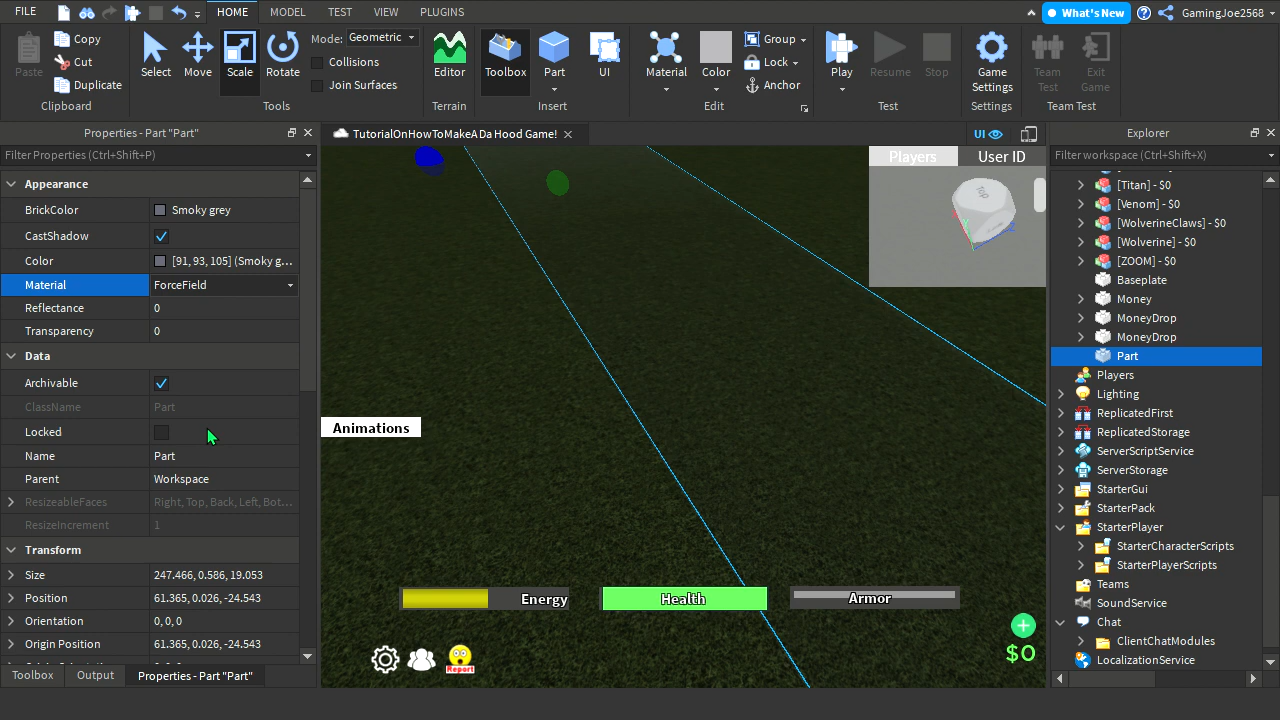 FILE
HOME
MODEL
TEST
VIEW
PLUGINS
What's New
GamingJoe2568
Paste
Copy
Cut
Duplicate
Clipboard
Select
Move
Scale
Rotate
Mode: Geometric
Collisions
Join Surfaces
Tools
Editor
Terrain
Toolbox
Part
UI
Insert
Material
Color
Group
Lock
Anchor
Edit
Play
Resume
Stop
Test
Game
Settings
Settings
Team
Test
Exit
Game
Team Test
Properties - Part "Part"
Filter Properties (Ctrl+Shift+P)
Appearance
BrickColor Smoky grey
CastShadow
Color [91, 93, 105] (Smoky g...
Material ForceField
Reflectance 0
Transparency 0
Data
Archivable
ClassName Part
Locked
Name Part
Parent Workspace
ResizeableFaces Right, Top, Back, Left, Bot...
ResizeIncrement 1
Transform
Size 247.466, 0.586, 19.053
Position 61.365, 0.026, -24.543
Orientation 0, 0, 0
Origin Position 61.365, 0.026, -24.543
Toolbox
Output
Properties - Part "Part"
TutorialOnHowToMakeADa Hood Game!
UI
Players
User ID
Top
Z
Animations
Energy
Health
Armor
Report
$0
Explorer
Filter workspace (Ctrl+Shift+X)
[Titan] - $0
[Venom] - $0
[WolverineClaws] - $0
[Wolverine] - $0
[ZOOM] - $0
Baseplate
Money
MoneyDrop
MoneyDrop
Part
Players
Lighting
ReplicatedFirst
ReplicatedStorage
ServerScriptService
ServerStorage
StarterGui
StarterPack
StarterPlayer
StarterCharacterScripts
StarterPlayerScripts
Teams
SoundService
Chat
ClientChatModules
LocalizationService